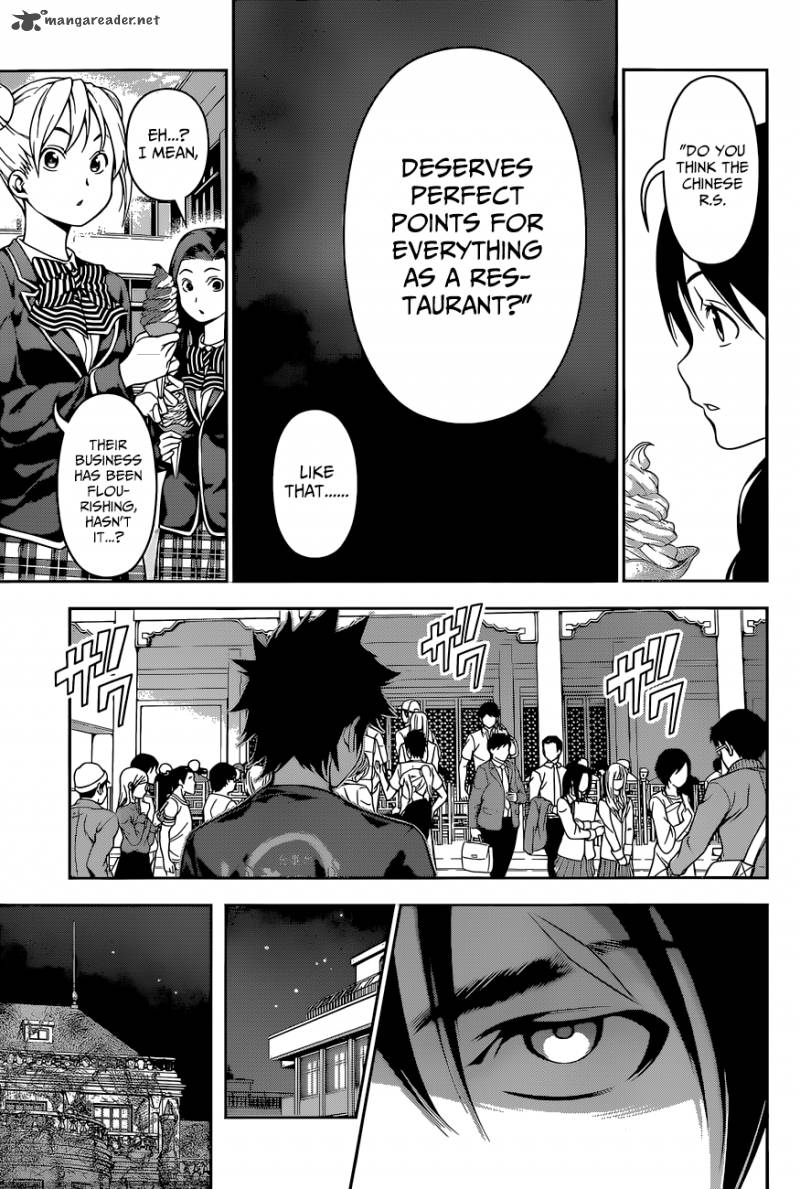 mangareader.net
"DO YOU
THINK THE
CHINESE
R.S.
DESERVES
PERFECT
POINTS FOR
EVERYTHING
AS A RES-
TAURANT?"
LIKE
THAT......
EH...?
I MEAN,
THEIR
BUSINESS
HAS BEEN
FLOU-
RISHING,
HASN'T
IT...?
ザワ
ザワ
ザワ